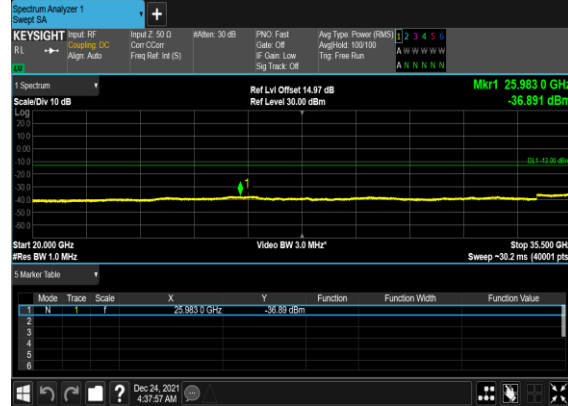 Spectrum Analyzer 1
Swept SA
+
KEYSIGHT Input: RF Input Z: 50 Ω #Atten: 30 dB PNO: Fast Avg Type: Power (RMS) 1 2 3 4 5 6
RL Coupling: DC Corr CCorr Gate: Off Avg|Hold: 100/100 A W W W W W
Align: Auto Freq Ref: Int (S) IF Gain: Low Trig: Free Run
LV Sig Track: Off A N N N N N
1 Spectrum Ref Lvl Offset 14.97 dB Mkr1 25.983 0 GHz
Scale/Div 10 dB Ref Level 30.00 dBm -36.891 dBm
Log
20.0
10.0
0.00
-10.0 DL1 -13.00 dBm
-20.0
-30.0 1
-40.0
-50.0
-60.0
Start 20.000 GHz Video BW 3.0 MHz* Stop 35.500 GHz
#Res BW 1.0 MHz Sweep ~30.2 ms (40001 pts)
5 Marker Table
Mode Trace Scale X Y Function Function Width Function Value
1 N 1 f 25.983 0 GHz -36.89 dBm
2
3
4
5
6
? Dec 24, 2021
4:37:57 AM